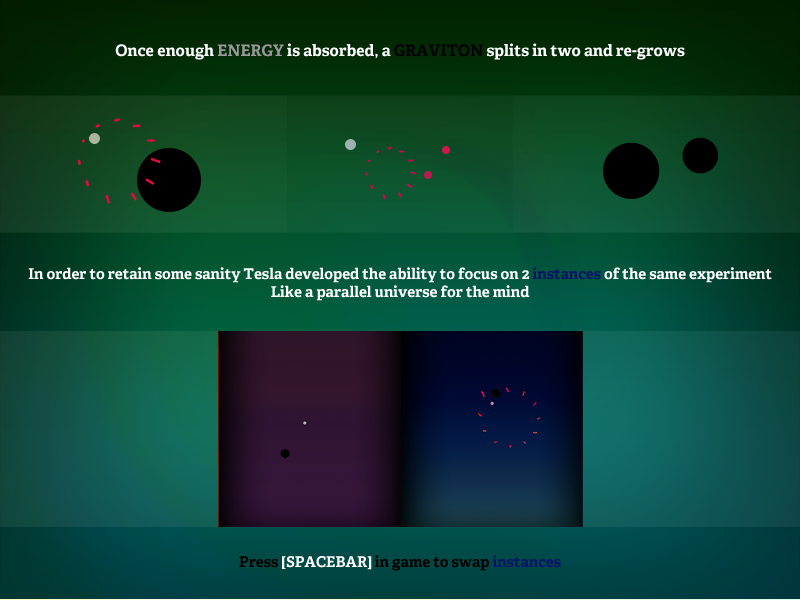 Once enough ENERGY is absorbed, a GRAVITON splits in two and re-grows
In order to retain some sanity Tesla developed the ability to focus on 2 instances of the same experiment
Like a parallel universe for the mind
Press [SPACEBAR] in game to swap instances